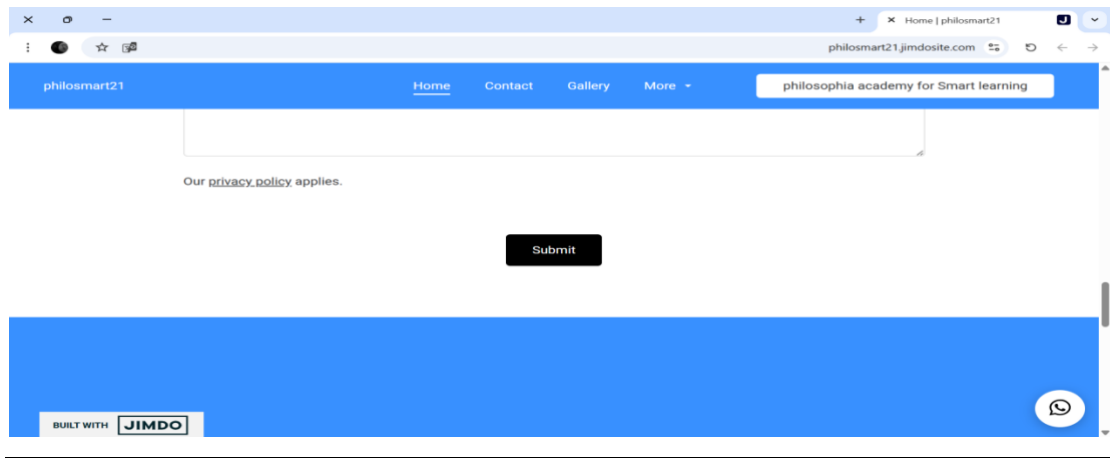 Home | philosmart21
philosmart21.jimdosite.com
philosmart21
Home
Contact
Gallery
More
philosophia academy for Smart learning
Our privacy policy applies.
Submit
BUILT WITH JIMDO